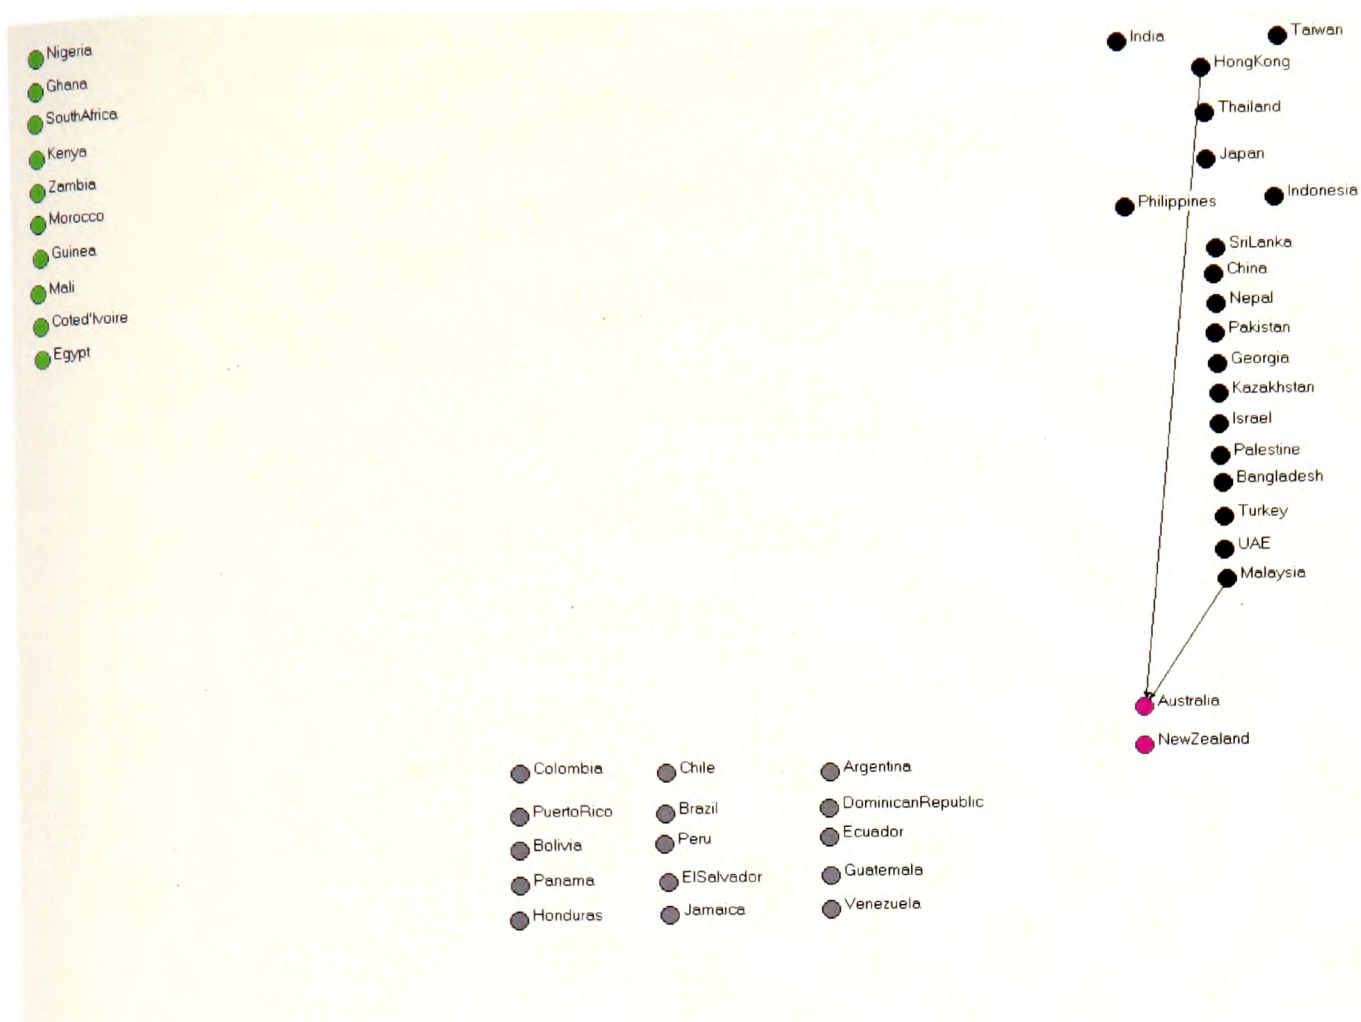 Nigeria
Ghana
SouthAfrica
Kenya
Zambia
Morocco
Guinea
Mali
Coted'Ivoire
Egypt
India
Taiwan
HongKong
Thailand
Japan
Philippines
Indonesia
SriLanka
China
Nepal
Pakistan
Georgia
Kazakhstan
Israel
Palestine
Bangladesh
Turkey
UAE
Malaysia
Australia
NewZealand
Colombia
Chile
Argentina
PuertoRico
Brazil
DominicanRepublic
Bolivia
Peru
Ecuador
Panama
ElSalvador
Guatemala
Honduras
Jamaica
Venezuela